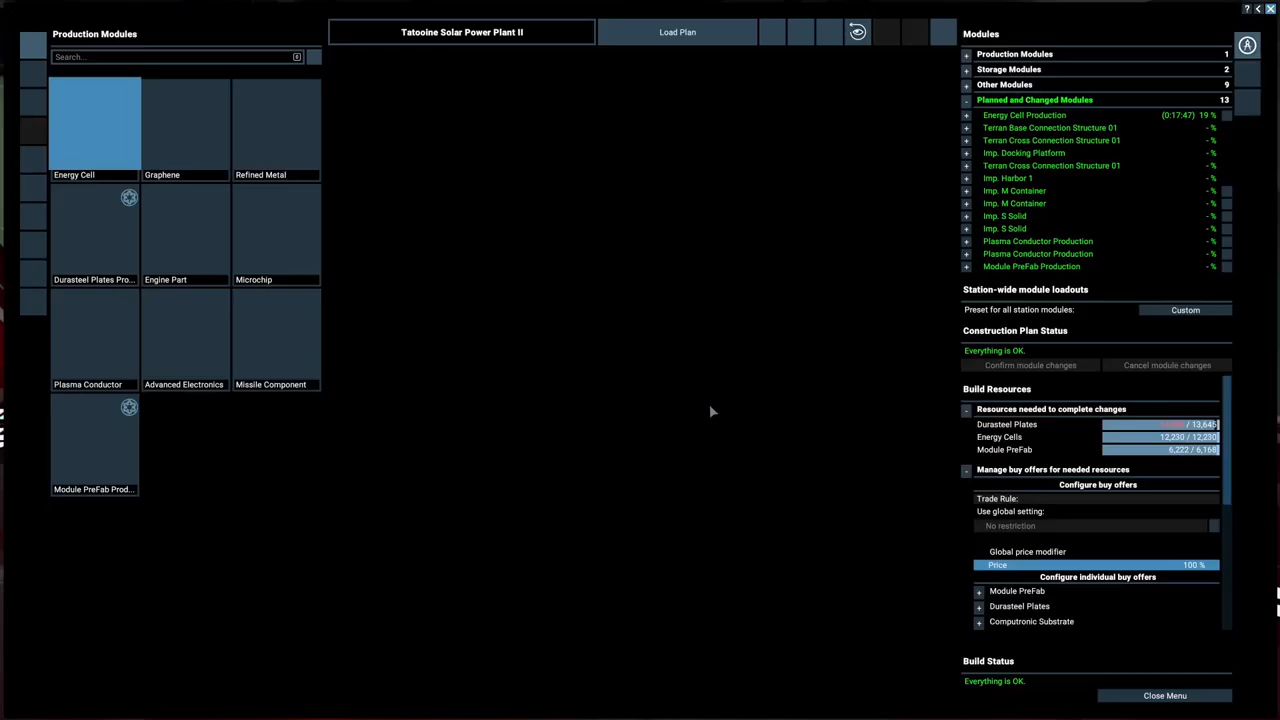 Production Modules
Tatooine Solar Power Plant II
Load Plan
Modules
Search...
Production Modules 1
Storage Modules 2
Other Modules 9
Planned and Changed Modules 13
Energy Cell Production (0:17:47) 19 %
Terran Base Connection Structure 01 - %
Terran Cross Connection Structure 01 - %
Imp. Docking Platform - %
Terran Cross Connection Structure 01 - %
Imp. Harbor 1 - %
Imp. M Container - %
Imp. M Container - %
Imp. S Solid - %
Imp. S Solid - %
Plasma Conductor Production - %
Plasma Conductor Production - %
Module PreFab Production - %
Energy Cell
Graphene
Refined Metal
Durasteel Plates Pro...
Engine Part
Microchip
Plasma Conductor
Advanced Electronics
Missile Component
Module PreFab Prod...
Station-wide module loadouts
Preset for all station modules: Custom
Construction Plan Status
Everything is OK.
Confirm module changes
Cancel module changes
Build Resources
Resources needed to complete changes
Durasteel Plates / 13,645
Energy Cells 12,230 / 12,230
Module PreFab 6,222 / 6,168
Manage buy offers for needed resources
Configure buy offers
Trade Rule:
Use global setting:
No restriction
Global price modifier
Price 100 %
Configure individual buy offers
Module PreFab
Durasteel Plates
Computronic Substrate
Build Status
Everything is OK.
Close Menu